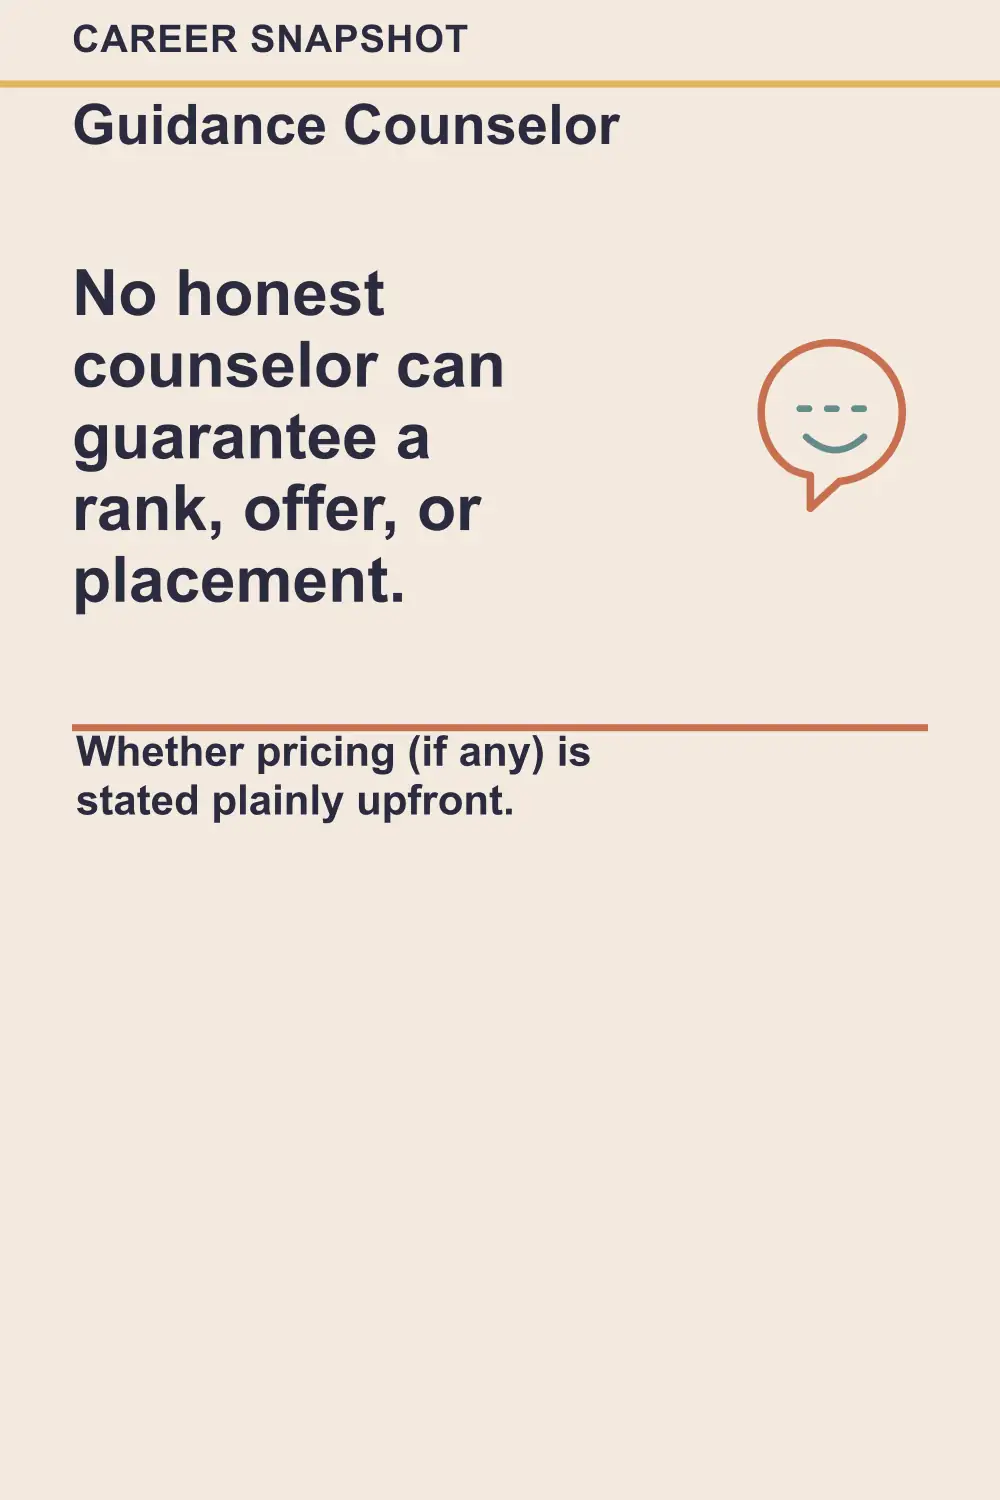 CAREER SNAPSHOT
Guidance Counselor
No honest
counselor can
guarantee a
rank, offer, or
placement.
Whether pricing (if any) is
stated plainly upfront.